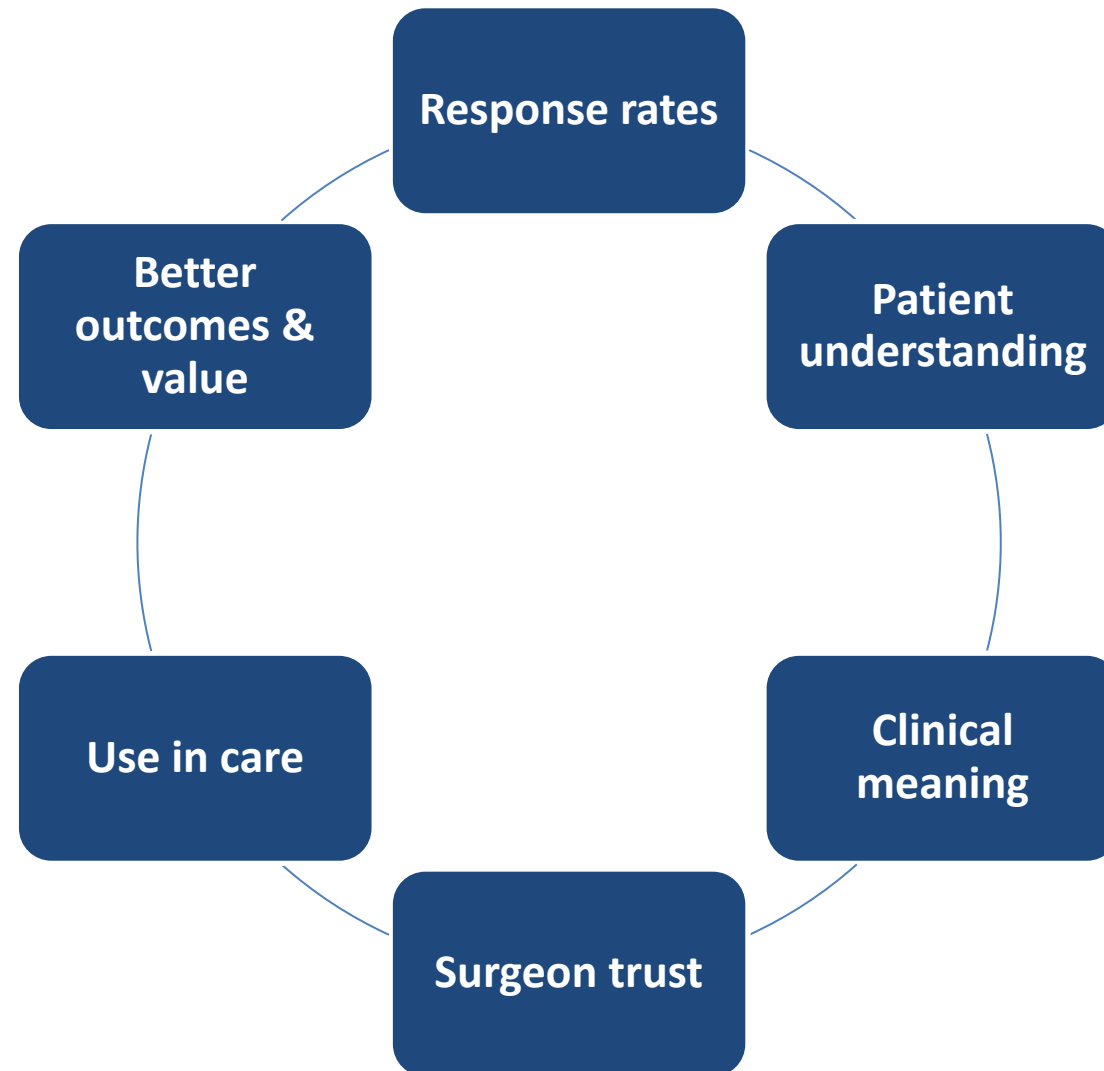 Response rates
Patient
understanding
Clinical
meaning
Surgeon trust
Use in care
Better
outcomes &
value